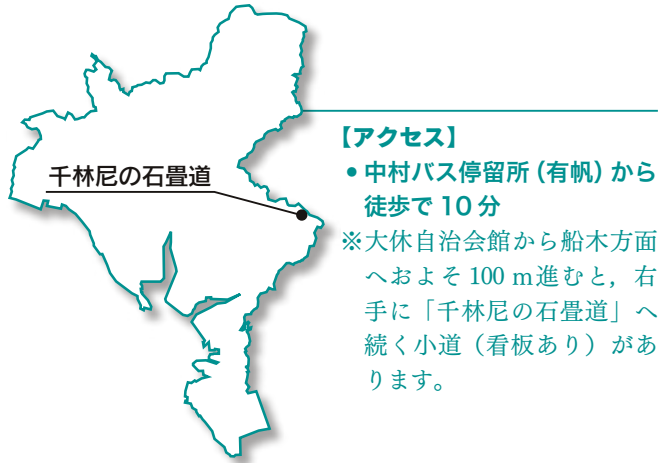 千林尼の石畳道
【アクセス】
• 中村バス停留所（有帆）から
徒歩で 10 分
※大休自治会館から船木方面
へおよそ 100 m進むと，右
手に「千林尼の石畳道」へ
続く小道（看板あり）があ
ります。